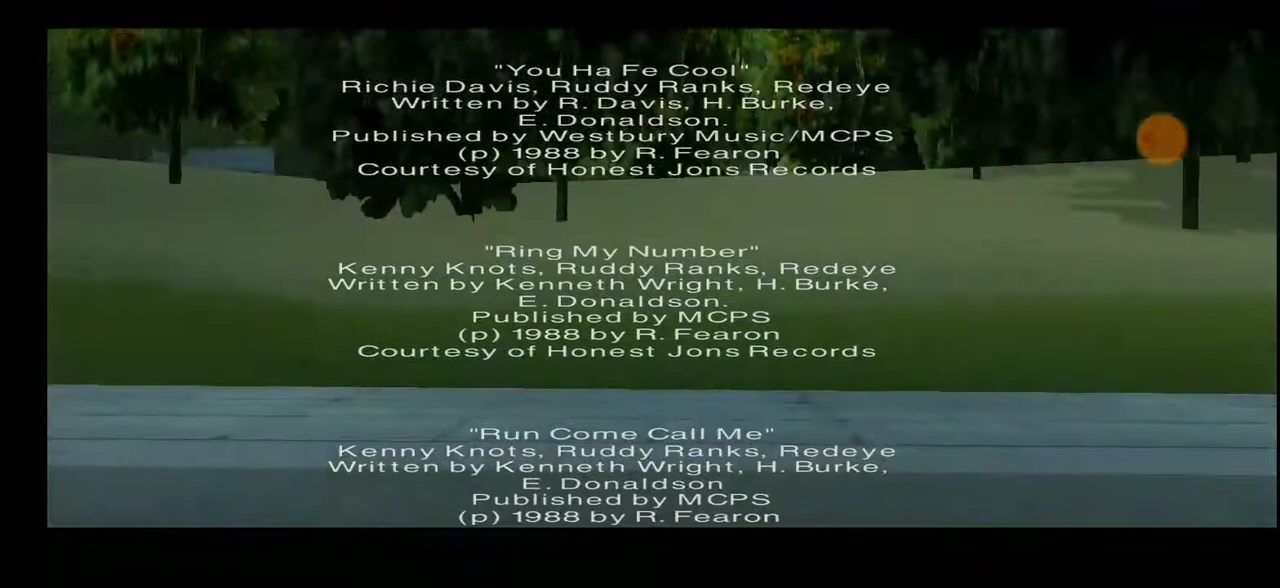 "You Ha Fe Cool"
Richie Davis, Ruddy Ranks, Redeye
Written by R. Davis, H. Burke,
E. Donaldson.
Published by Westbury Music/MCPS
(p) 1988 by R. Fearon
Courtesy of Honest Jons Records
"Ring My Number"
Kenny Knots, Ruddy Ranks, Redeye
Written by Kenneth Wright, H. Burke,
E. Donaldson.
Published by MCPS
(p) 1988 by R. Fearon
Courtesy of Honest Jons Records
"Run Come Call Me"
Kenny Knots, Ruddy Ranks, Redeye
Written by Kenneth Wright, H. Burke,
E. Donaldson
Published by MCPS
(p) 1988 by R. Fearon